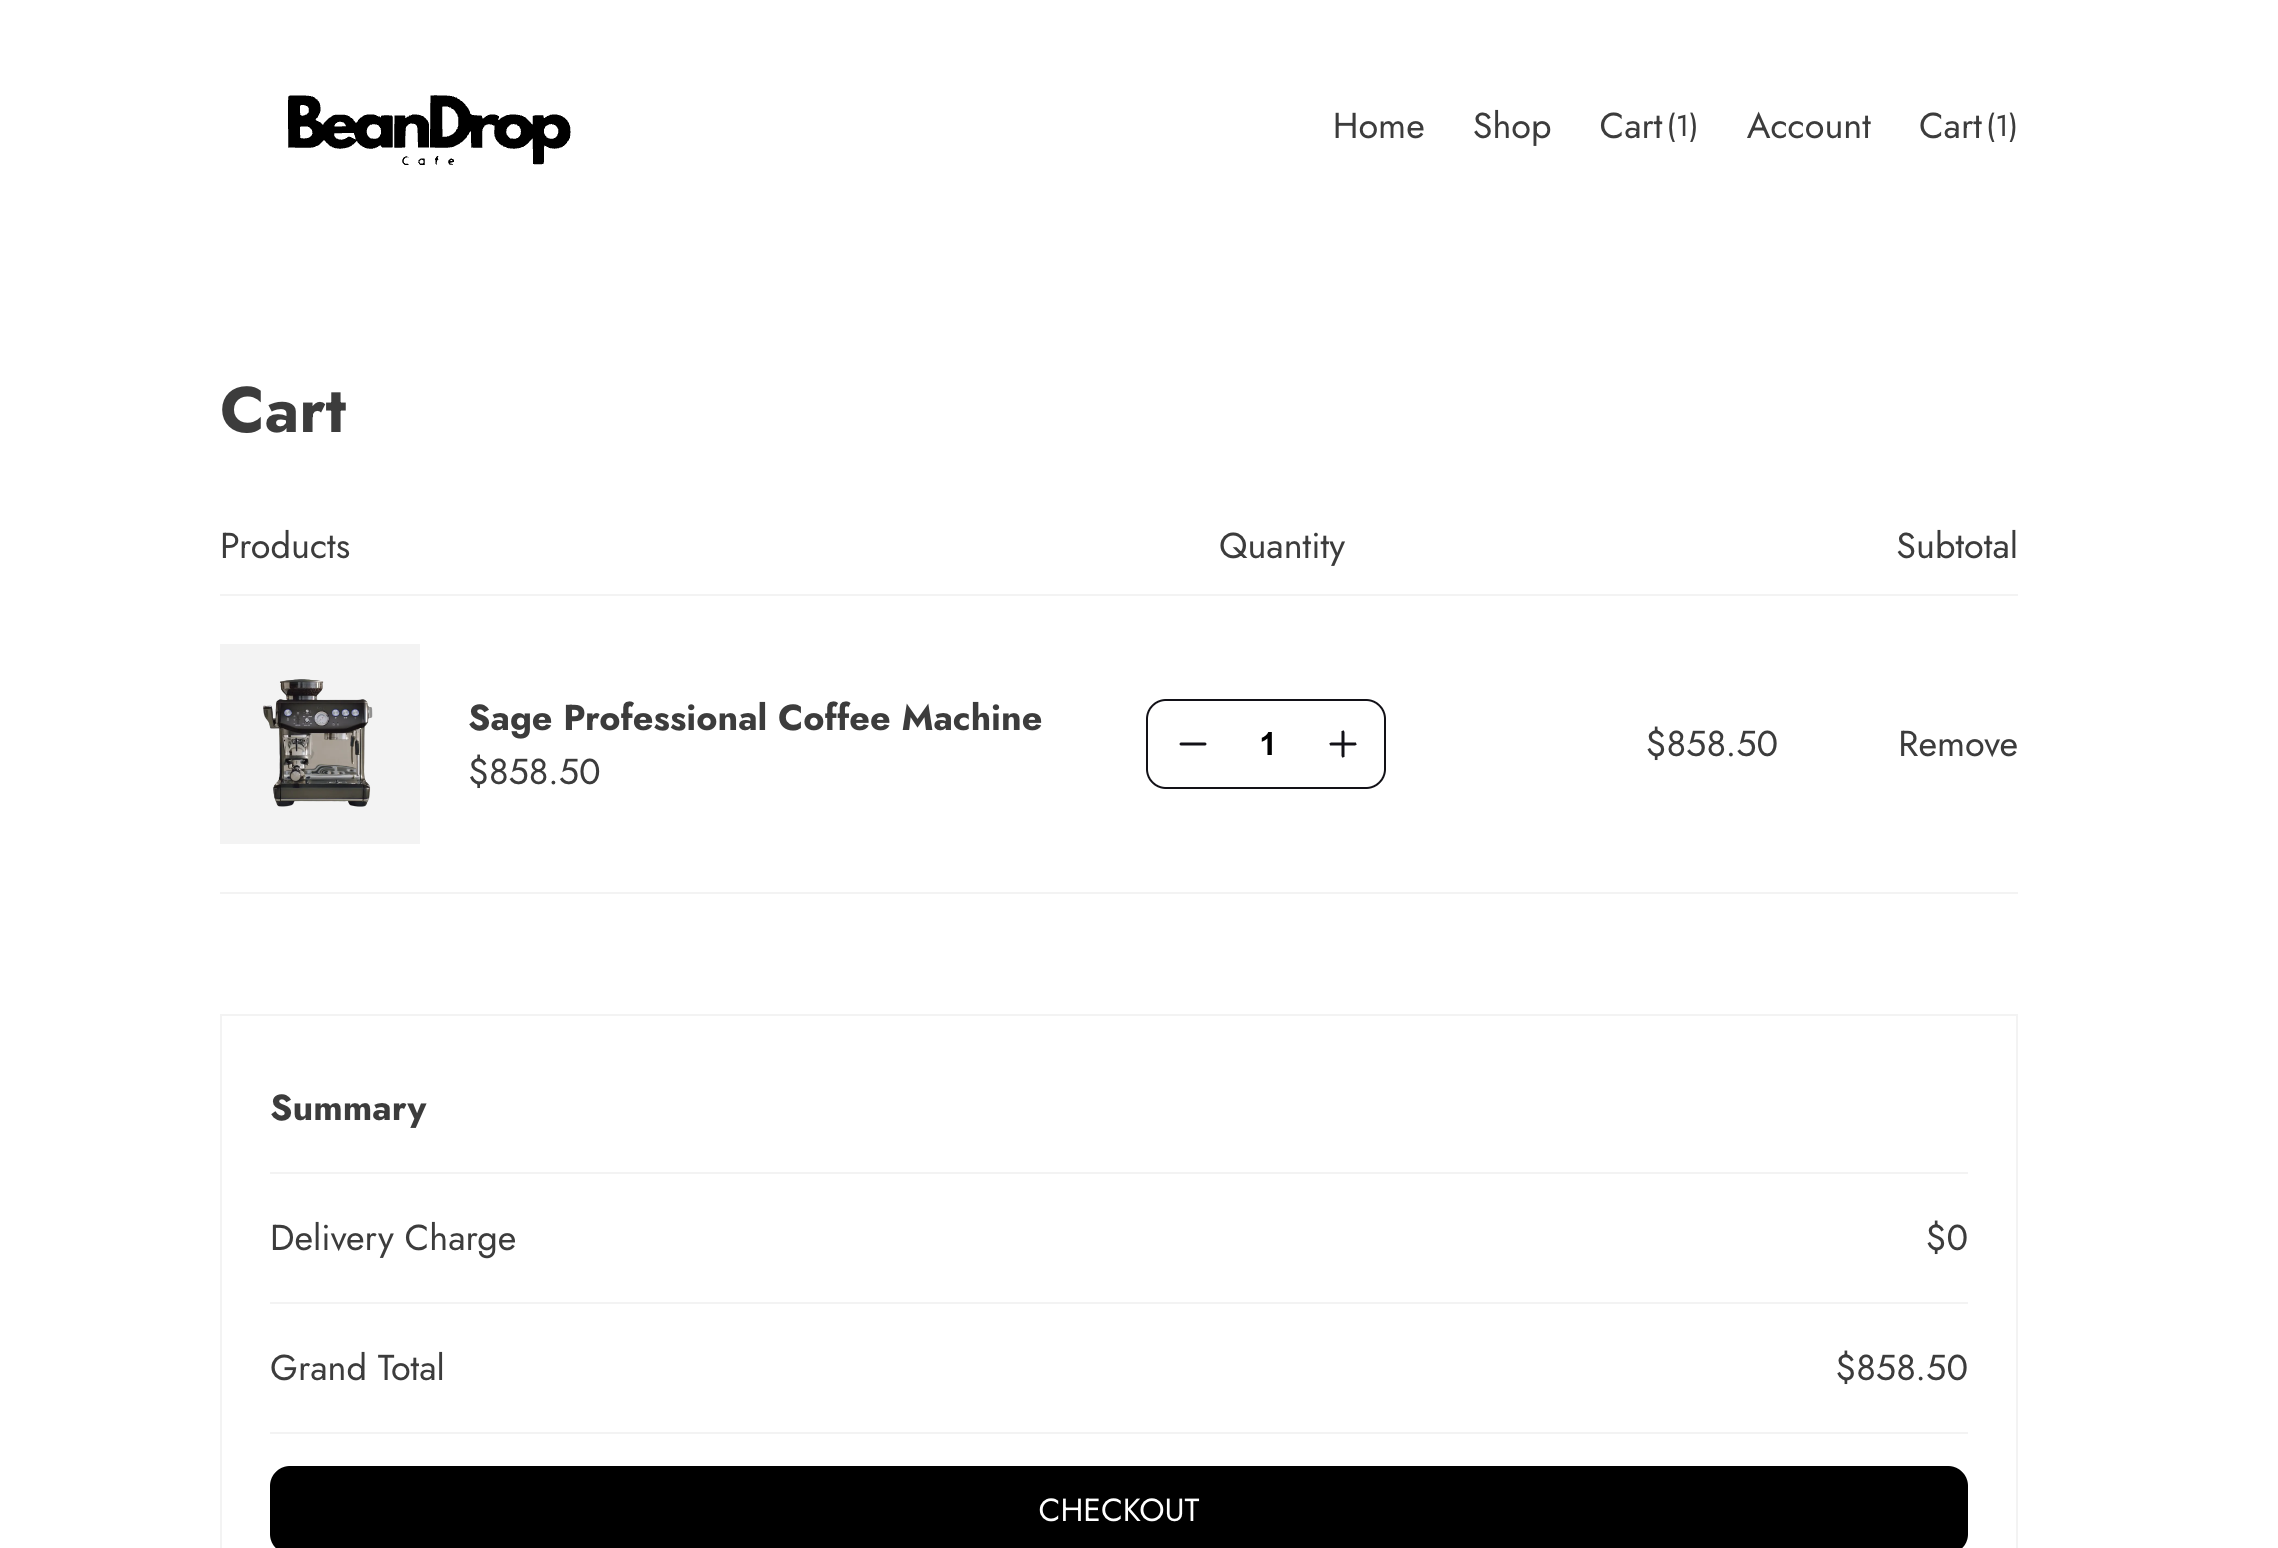 BeanDrop
Cafe
Home Shop Cart (1) Account Cart (1)
Cart
Products Quantity Subtotal
Sage Professional Coffee Machine
$858.50
1
$858.50 Remove
Summary
Delivery Charge $0
Grand Total $858.50
CHECKOUT